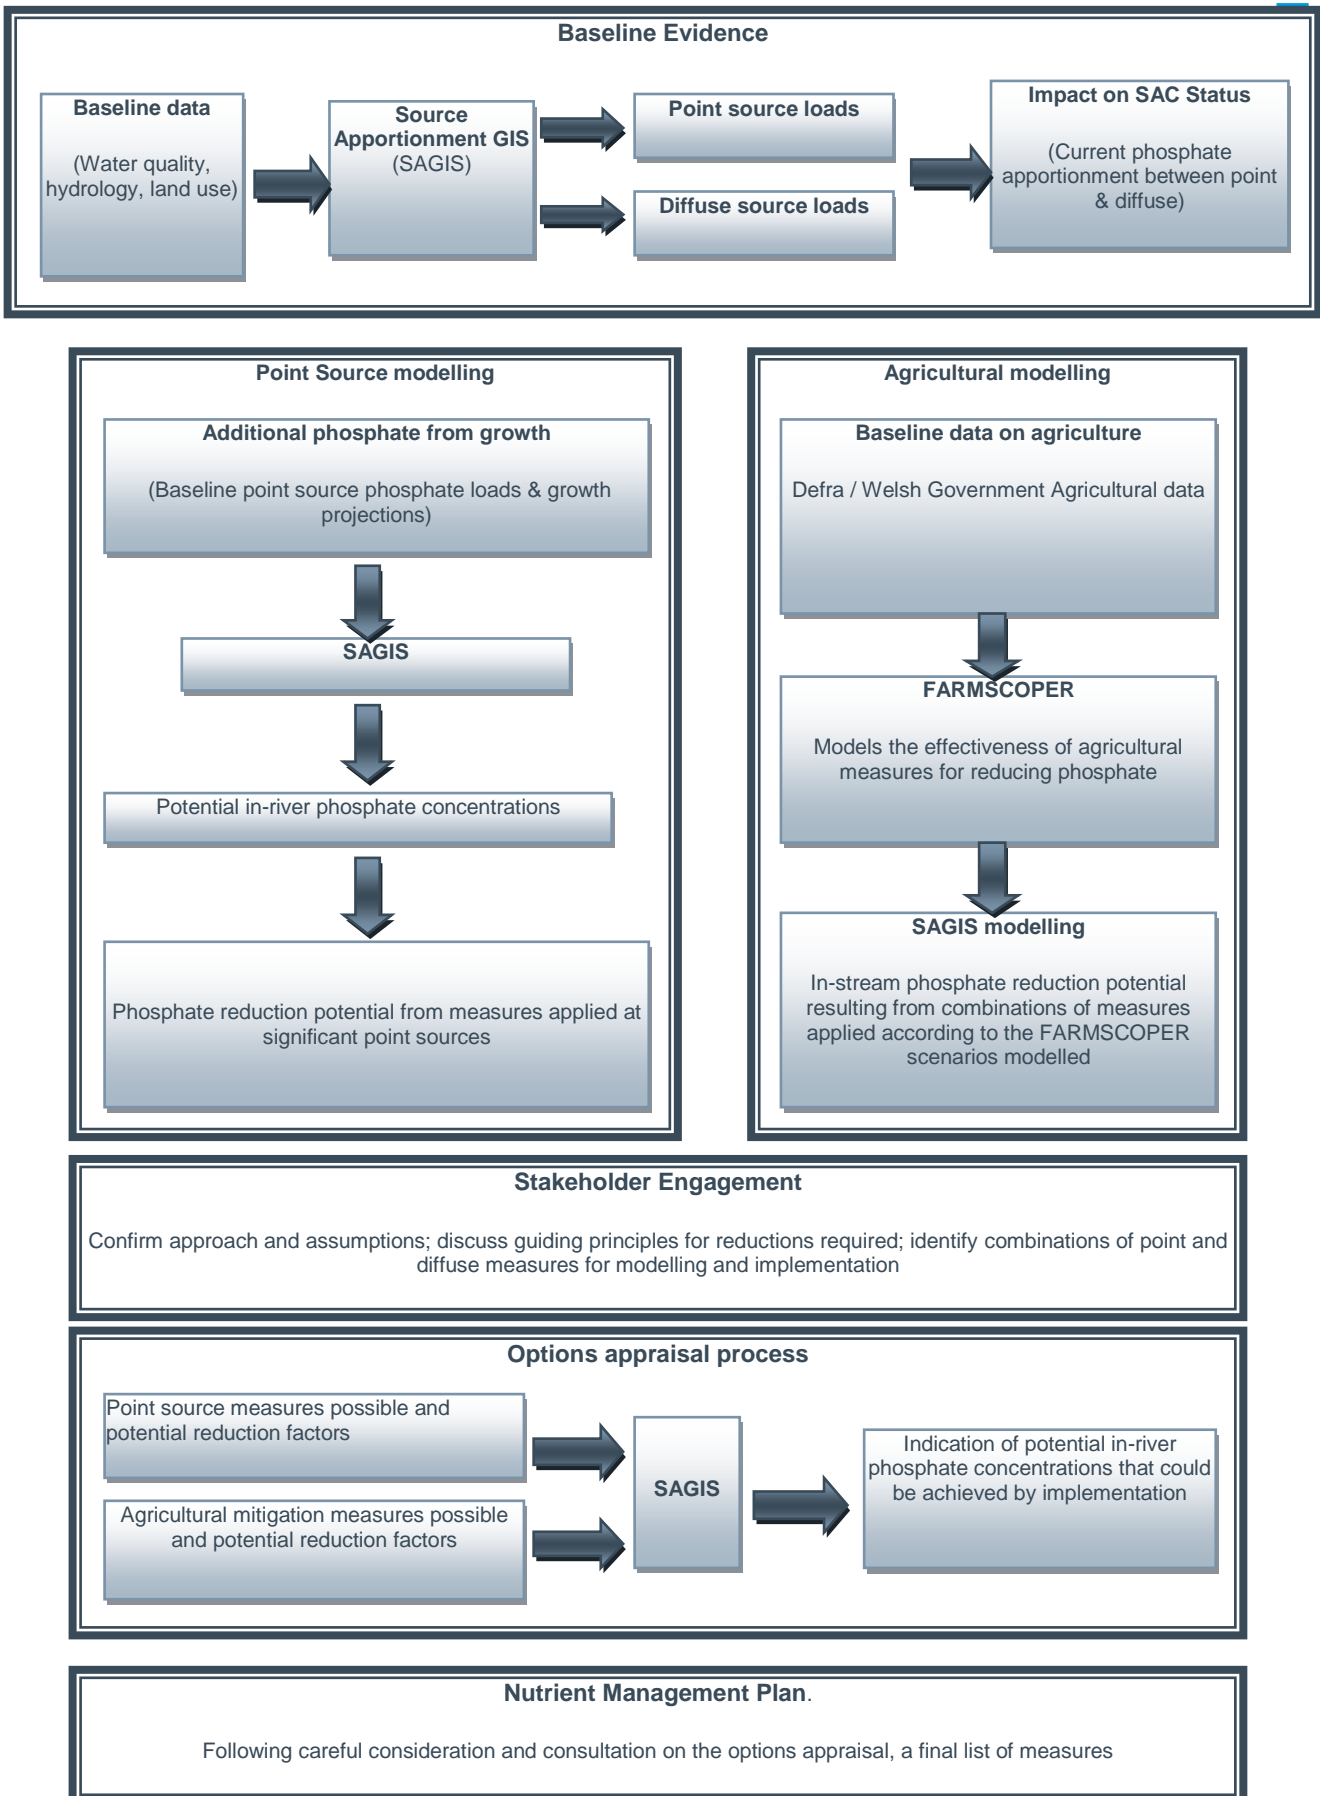 Baseline Evidence
Baseline data
(Water quality,
hydrology, land use)
Source
Apportionment GIS
(SAGIS)
Point source loads
Diffuse source loads
Impact on SAC Status
(Current phosphate
apportionment between point
& diffuse)
Point Source modelling
Additional phosphate from growth
(Baseline point source phosphate loads & growth
projections)
SAGIS
Potential in-river phosphate concentrations
Phosphate reduction potential from measures applied at
significant point sources
Agricultural modelling
Baseline data on agriculture
Defra / Welsh Government Agricultural data
FARMSCOPER
Models the effectiveness of agricultural
measures for reducing phosphate
SAGIS modelling
In-stream phosphate reduction potential
resulting from combinations of measures
applied according to the FARMSCOPER
scenarios modelled
Stakeholder Engagement
Confirm approach and assumptions; discuss guiding principles for reductions required; identify combinations of point and
diffuse measures for modelling and implementation
Options appraisal process
Point source measures possible and
potential reduction factors
Agricultural mitigation measures possible
and potential reduction factors
SAGIS
Indication of potential in-river
phosphate concentrations that could
be achieved by implementation
Nutrient Management Plan.
Following careful consideration and consultation on the options appraisal, a final list of measures